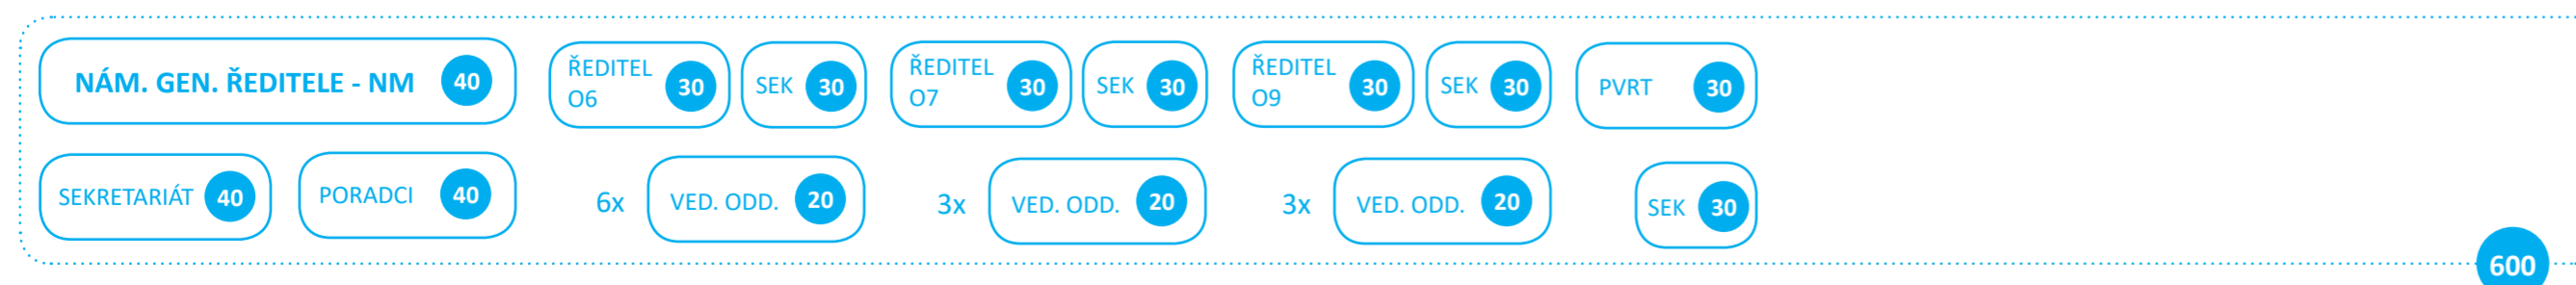 NÁM. GEN. ŘEDITELE - NM 40
ŘEDITEL
O6
30
SEK 30
ŘEDITEL
O7
30
SEK 30
ŘEDITEL
O9
30
SEK 30
PVRT 30
SEKRETARIÁT 40
PORADCI 40
6x VED. ODD. 20
3x VED. ODD. 20
3x VED. ODD. 20
SEK 30
600